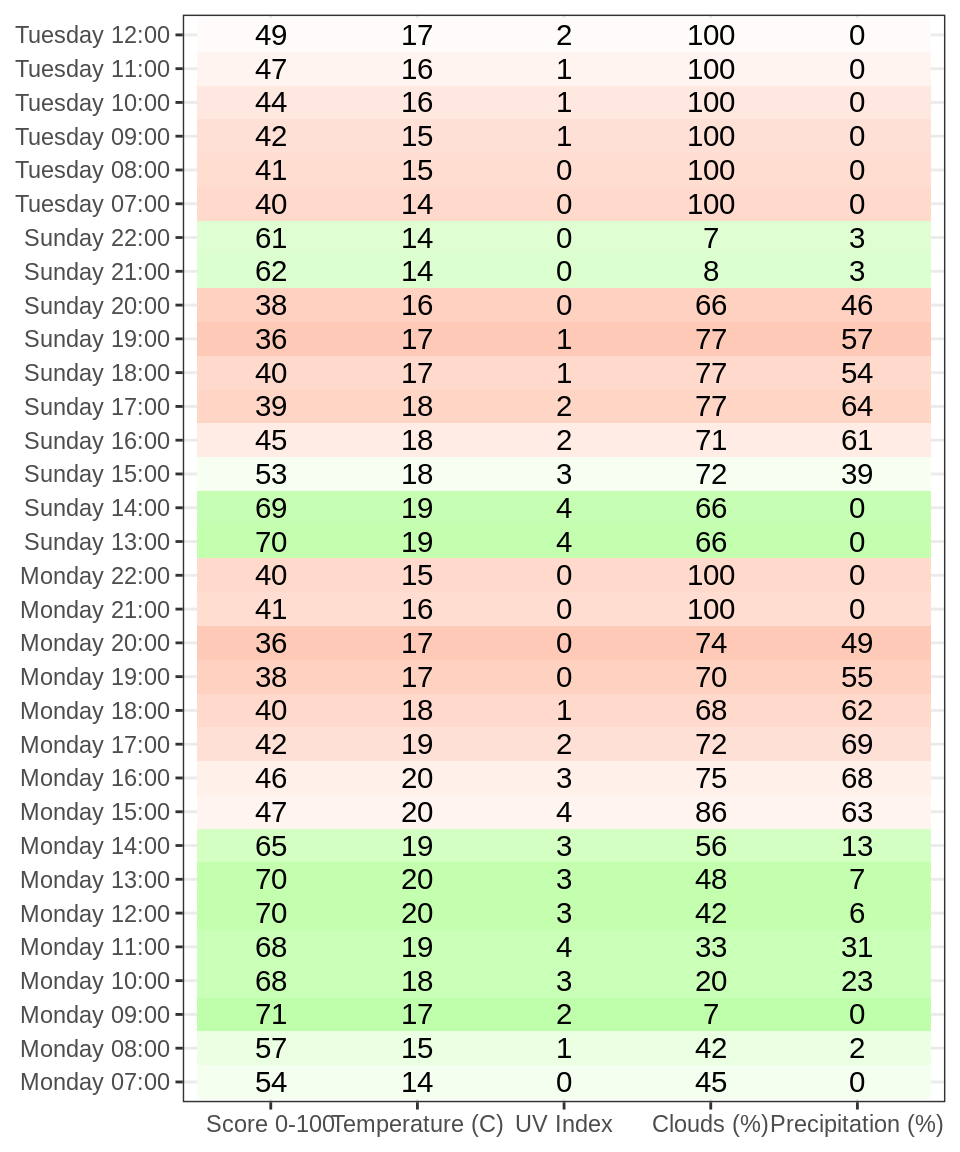 Tuesday 12:00 49 17 2 100 0
Tuesday 11:00 47 16 1 100 0
Tuesday 10:00 44 16 1 100 0
Tuesday 09:00 42 15 1 100 0
Tuesday 08:00 41 15 0 100 0
Tuesday 07:00 40 14 0 100 0
Sunday 22:00 61 14 0 7 3
Sunday 21:00 62 14 0 8 3
Sunday 20:00 38 16 0 66 46
Sunday 19:00 36 17 1 77 57
Sunday 18:00 40 17 1 77 54
Sunday 17:00 39 18 2 77 64
Sunday 16:00 45 18 2 71 61
Sunday 15:00 53 18 3 72 39
Sunday 14:00 69 19 4 66 0
Sunday 13:00 70 19 4 66 0
Monday 22:00 40 15 0 100 0
Monday 21:00 41 16 0 100 0
Monday 20:00 36 17 0 74 49
Monday 19:00 38 17 0 70 55
Monday 18:00 40 18 1 68 62
Monday 17:00 42 19 2 72 69
Monday 16:00 46 20 3 75 68
Monday 15:00 47 20 4 86 63
Monday 14:00 65 19 3 56 13
Monday 13:00 70 20 3 48 7
Monday 12:00 70 20 3 42 6
Monday 11:00 68 19 4 33 31
Monday 10:00 68 18 3 20 23
Monday 09:00 71 17 2 7 0
Monday 08:00 57 15 1 42 2
Monday 07:00 54 14 0 45 0
Score 0-100 Temperature (C) UV Index Clouds (%) Precipitation (%)